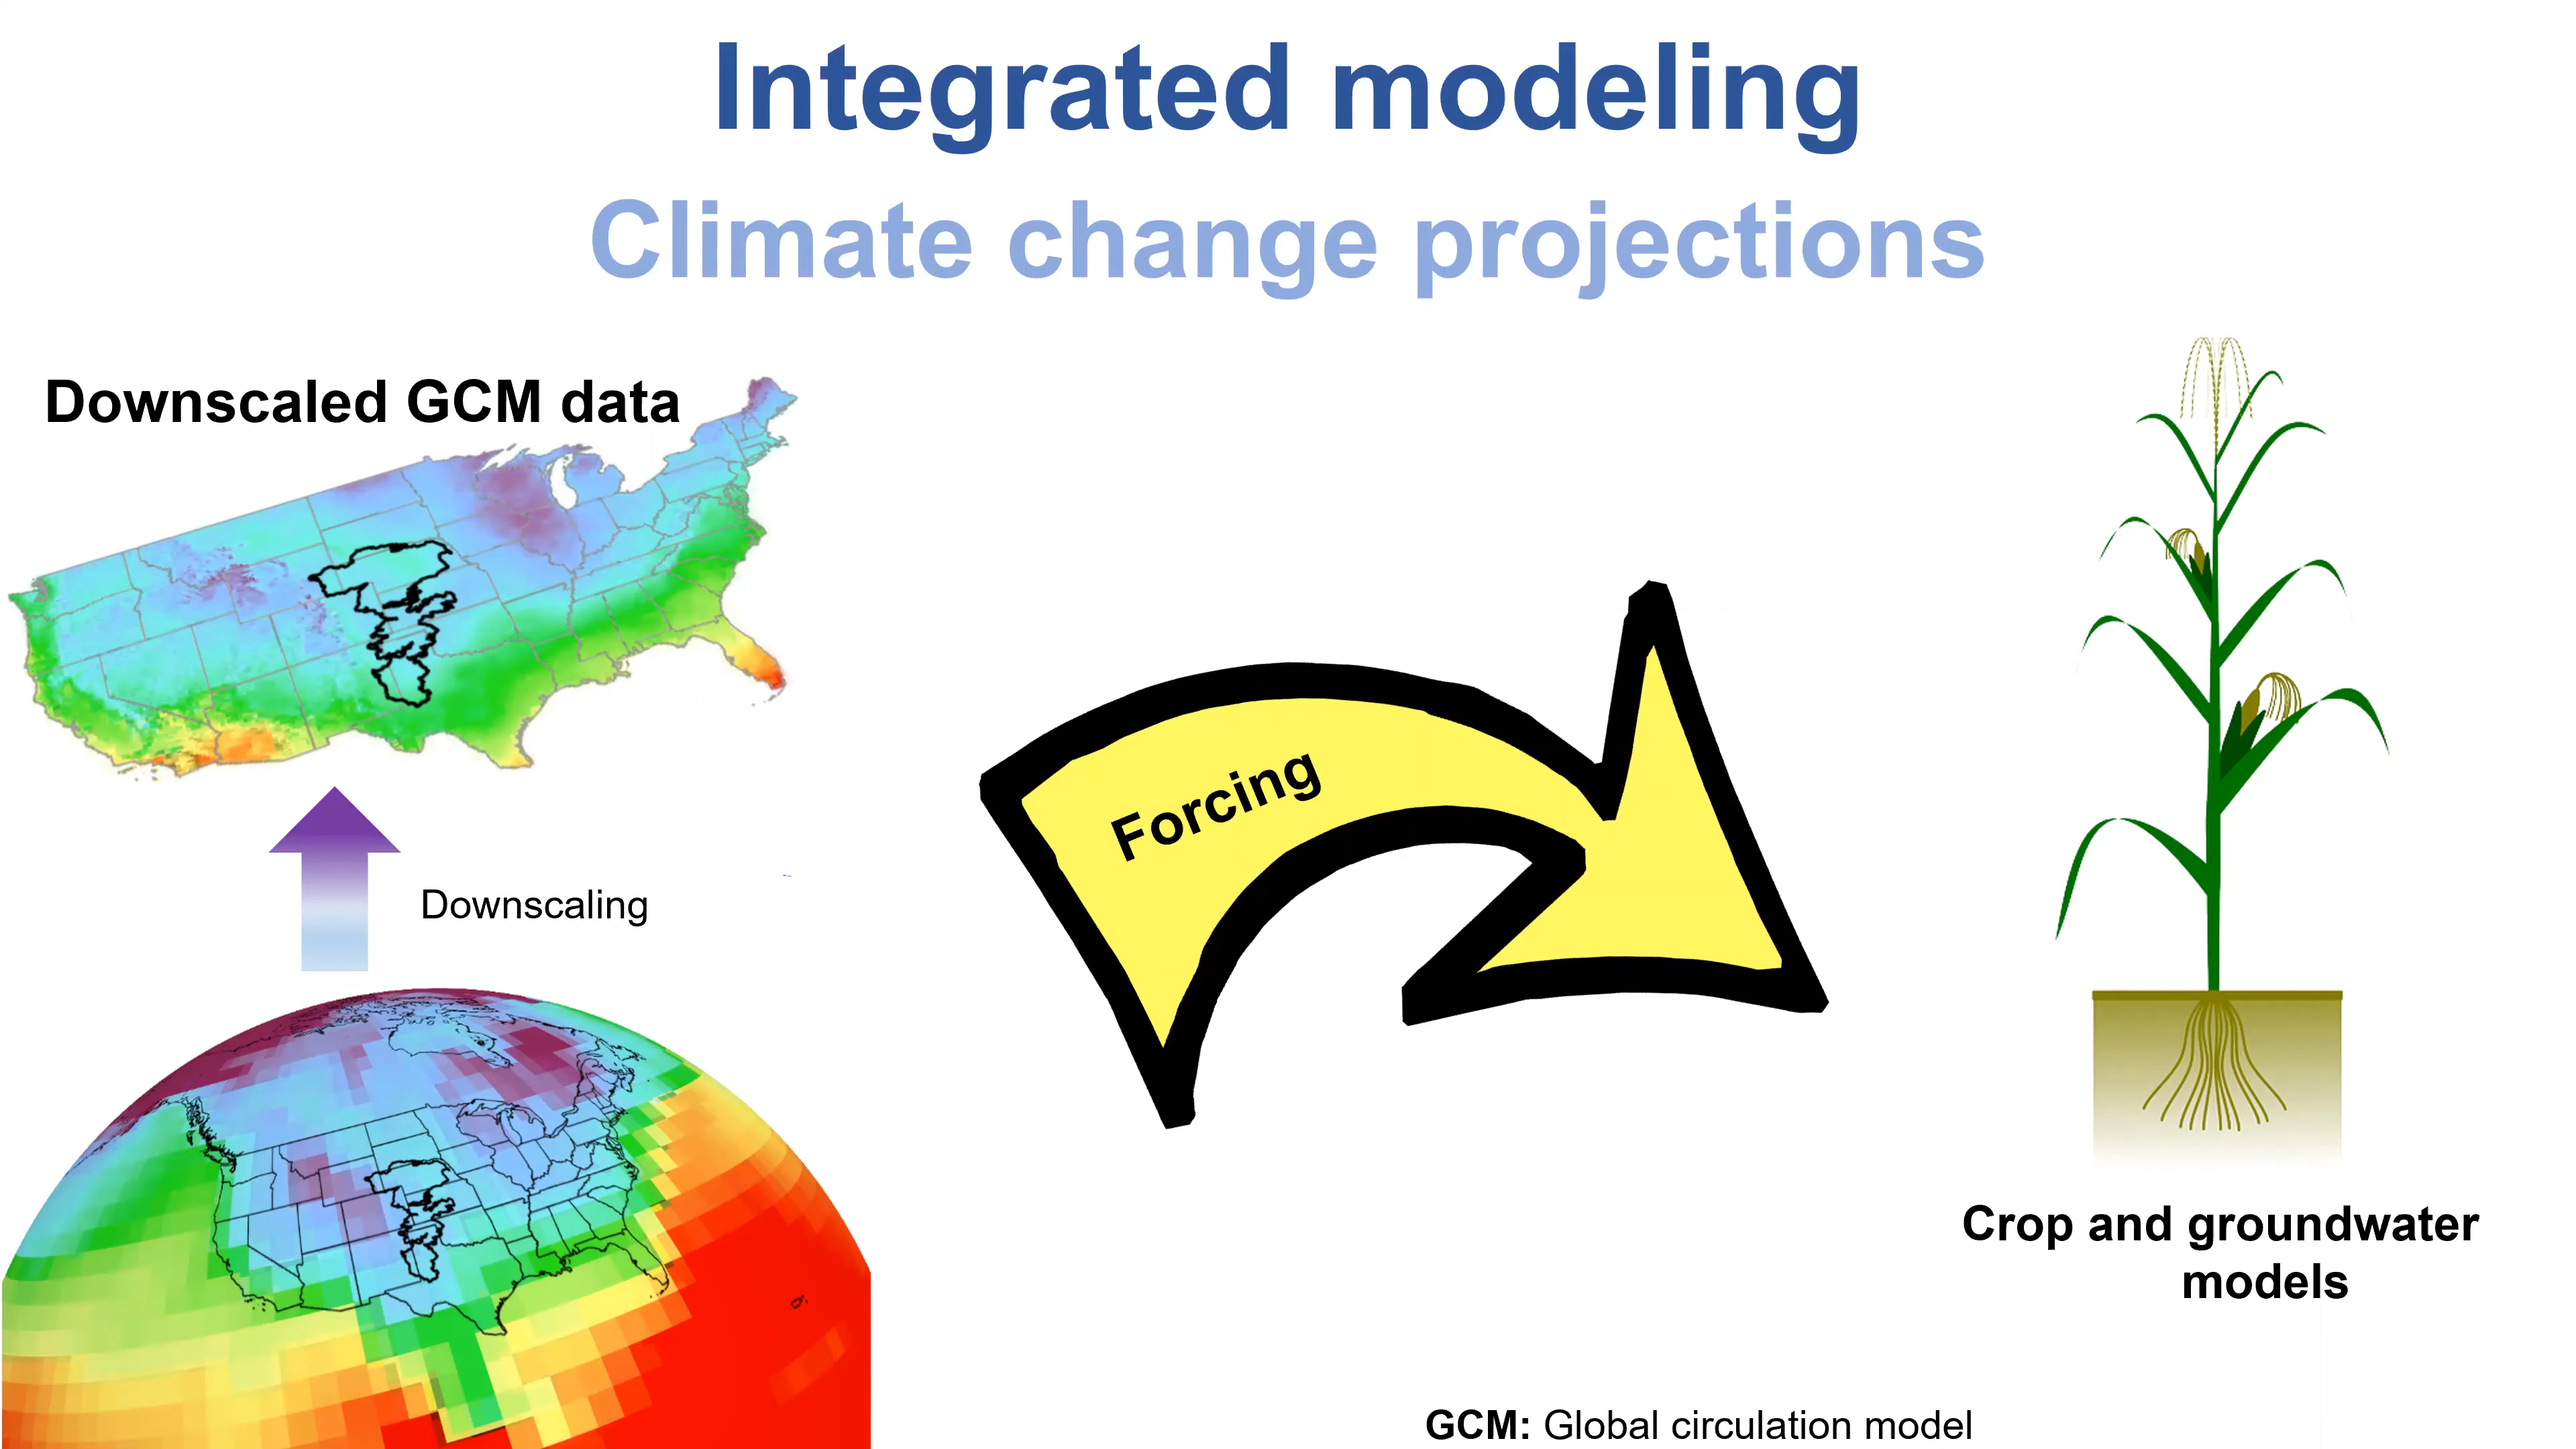 Integrated modeling
Climate change projections
Downscaled GCM data
Forcing
Downscaling
Crop and groundwater
models
GCM: Global circulation model